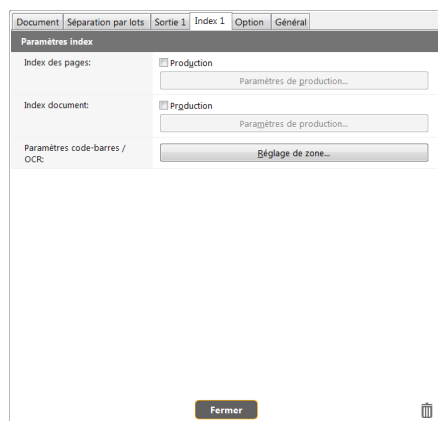 Document Séparation par lots Sortie 1 Index 1 Option Général
Paramètres index
Index des pages: Production
Paramètres de production...
Index document: Production
Paramètres de production...
Paramètres code-barres / OCR: Réglage de zone...
Fermer